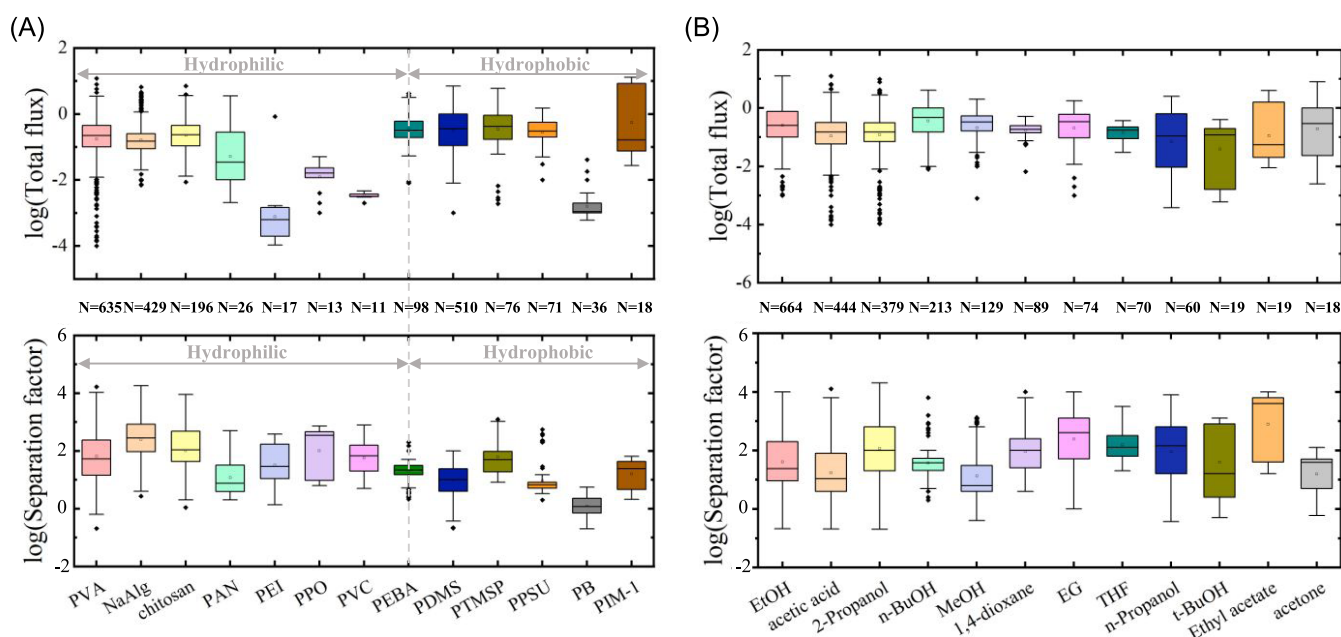 (A)
Hydrophilic Hydrophobic
log(Total flux)
2
0
-2
-4
N=635 N=429 N=196 N=26 N=17 N=13 N=11 N=98 N=510 N=76 N=71 N=36 N=18
Hydrophilic Hydrophobic
log(Separation factor)
6
4
2
0
-2
PVA NaAlg chitosan PAN PEI PPO PVC PEBA PDMS PTMSP PPSU PB PIM-1
(B)
log(Total flux)
2
0
-2
-4
-6
N=664 N=444 N=379 N=213 N=129 N=89 N=74 N=70 N=60 N=19 N=19 N=18
log(Separation factor)
6
4
2
0
-2
EtOH acetic acid 2-Propanol n-BuOH MeOH 1,4-dioxane EG THF n-Propanol t-BuOH Ethyl acetate acetone